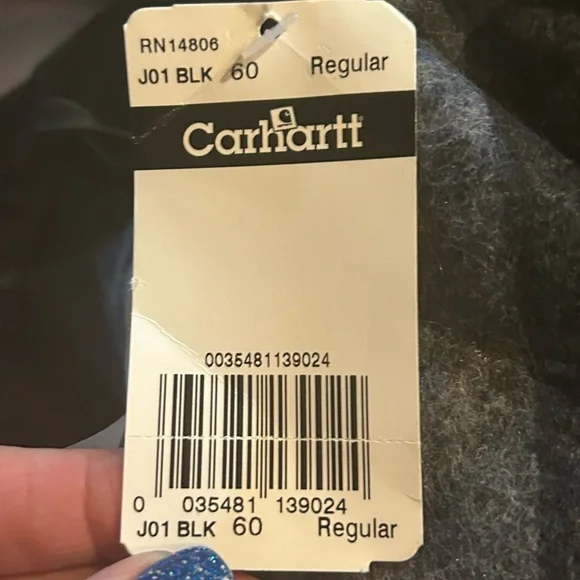 RN14806
J01 BLK 60 Regular
Carhartt
0035481139024
0 035481 139024
J01 BLK 60 Regular